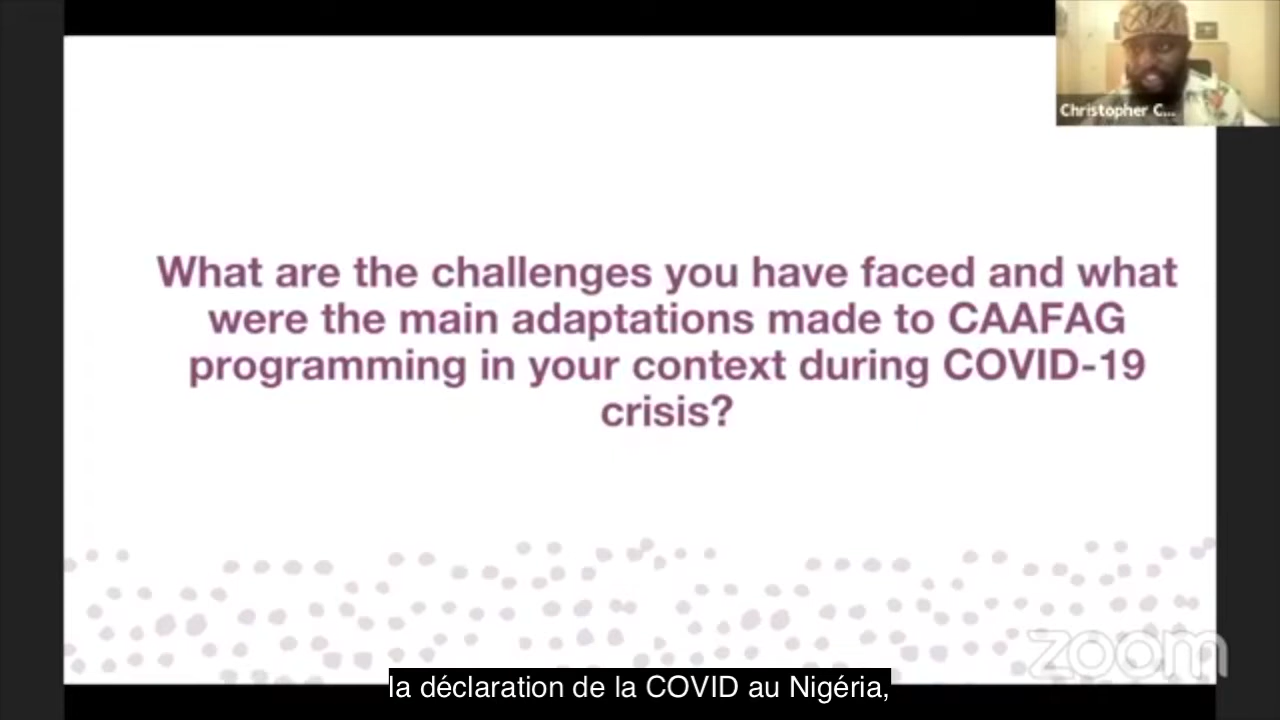 Christopher C...
What are the challenges you have faced and what
were the main adaptations made to CAAFAG
programming in your context during COVID-19
crisis?
zoom
la déclaration de la COVID au Nigéria,